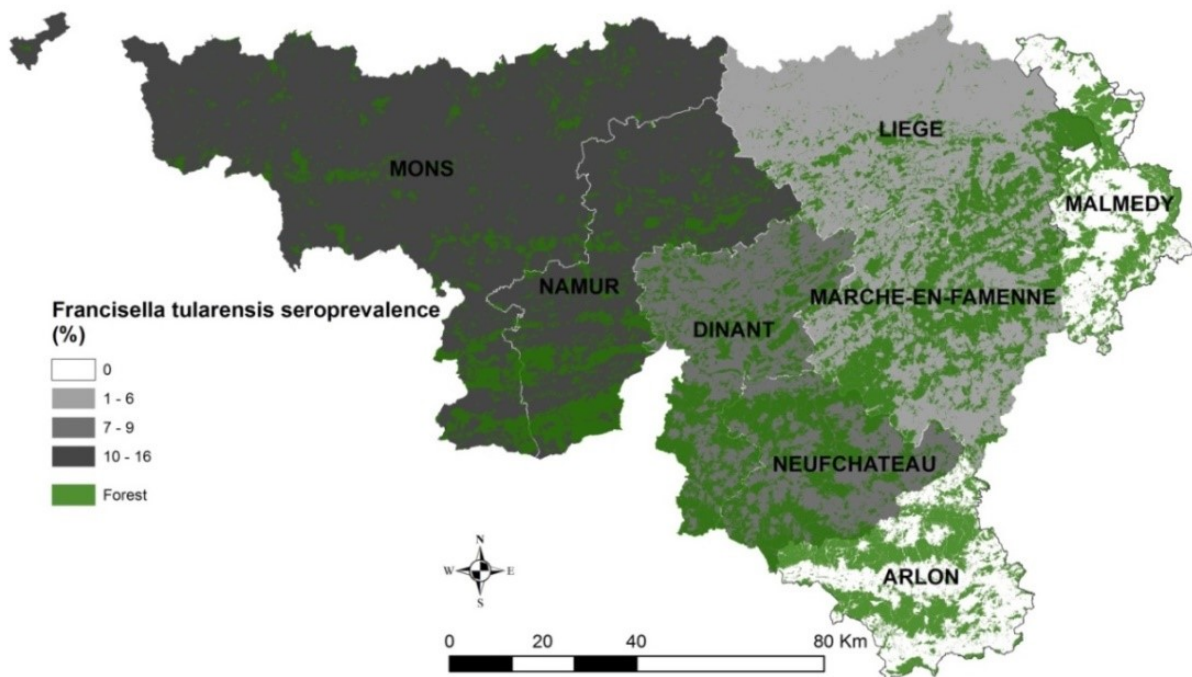 LIEGE
MONS
MALMEDY
NAMUR
MARCHE-EN-FAMENNE
DINANT
NEUFCHATEAU
ARLON
Francisella tularensis seroprevalence
(%)
0
1 - 6
7 - 9
10 - 16
Forest
N
W E
S
0 20 40 80 Km